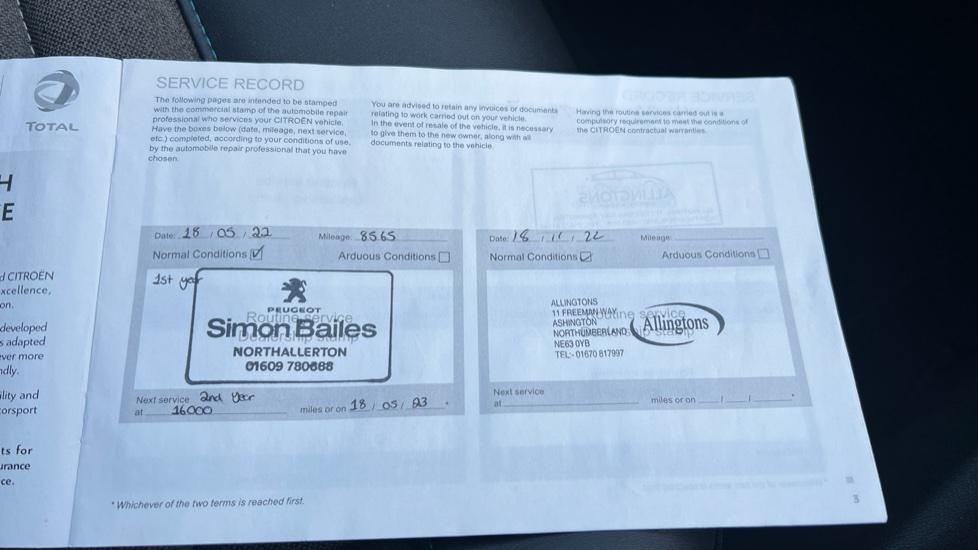 TOTAL
H
E
d CITROËN
xcellence,
on.
developed
s adapted
ever more
ndly.
ility and
orsport
ts for
urance
ce.
SERVICE RECORD
The following pages are intended to be stamped
with the commercial stamp of the automobile repair
professional who services your CITROËN vehicle.
Have the boxes below (date, mileage, next service,
etc.) completed, according to your conditions of use,
by the automobile repair professional that you have
chosen.
You are advised to retain any invoices or documents
relating to work carried out on your vehicle.
In the event of resale of the vehicle, it is necessary
to give them to the new owner, along with all
documents relating to the vehicle.
Having the routine services carried out is a
compulsory requirement to meet the conditions of
the CITROËN contractual warranties.
Date: 18 / 05 / 22 Mileage: 8565
Normal Conditions Arduous Conditions
1st year
PEUGEOT
Routine service
Simon Bailes
NORTHALLERTON
01609 780888
Next service 2nd Year
at 16000 miles or on 18 / 05 / 23 *
Date: 18 / 11 / 22 Mileage:
Normal Conditions Arduous Conditions
ALLINGTONS
11 FREEMAN WAY
ASHINGTON
NORTHUMBERLAND
NE63 0YB
TEL:- 01670 817997
Routine service
Allingtons
Next service
at miles or on / / *
* Whichever of the two terms is reached first.
3